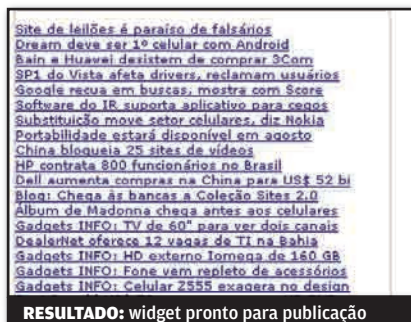 Site de leilões é paraíso de falsários
Dream deve ser 1º celular com Android
Bain e Huawei desistem de comprar 3Com
SP1 do Vista afeta drivers, reclamam usuários
Google recua em buscas, mostra com Score
Software do IR suporta aplicativo para cegos
Substituição move setor celulares, diz Nokia
Portabilidade estará disponível em agosto
China bloqueia 25 sites de vídeos
HP contrata 800 funcionários no Brasil
Dell aumenta compras na China para US$ 52 bi
Blog: Chega às bancas a Coleção Sites 2.0
Álbum de Madonna chega antes aos celulares
Gadgets INFO: TV de 60" para ver dois canais
DealerNet oferece 12 vagas de TI na Bahia
Gadgets INFO: HD externo Iomega de 160 GB
Gadgets INFO: Fone vem repleto de acessórios
Gadgets INFO: Celular Z555 exagera no design
RESULTADO: widget pronto para publicação